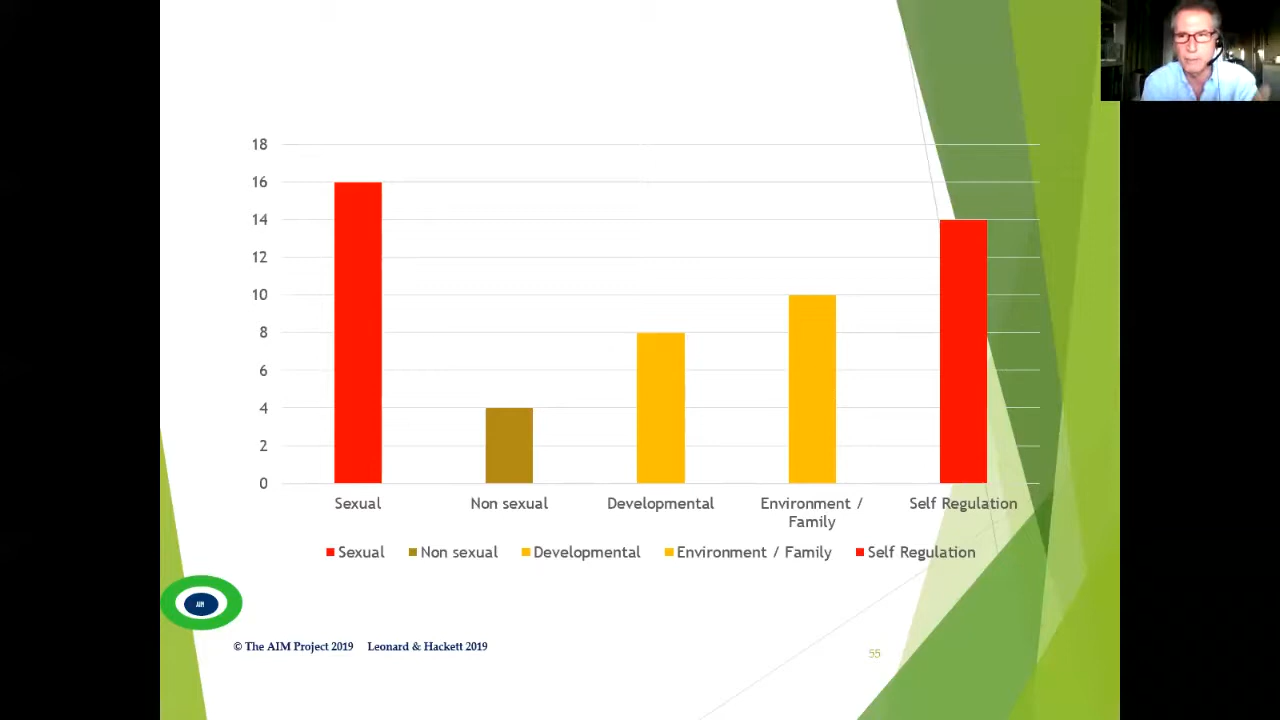 18
16
14
12
10
8
6
4
2
0
Sexual Non sexual Developmental Environment / Family Self Regulation
Sexual Non sexual Developmental Environment / Family Self Regulation
AIM
© The AIM Project 2019 Leonard & Hackett 2019
55